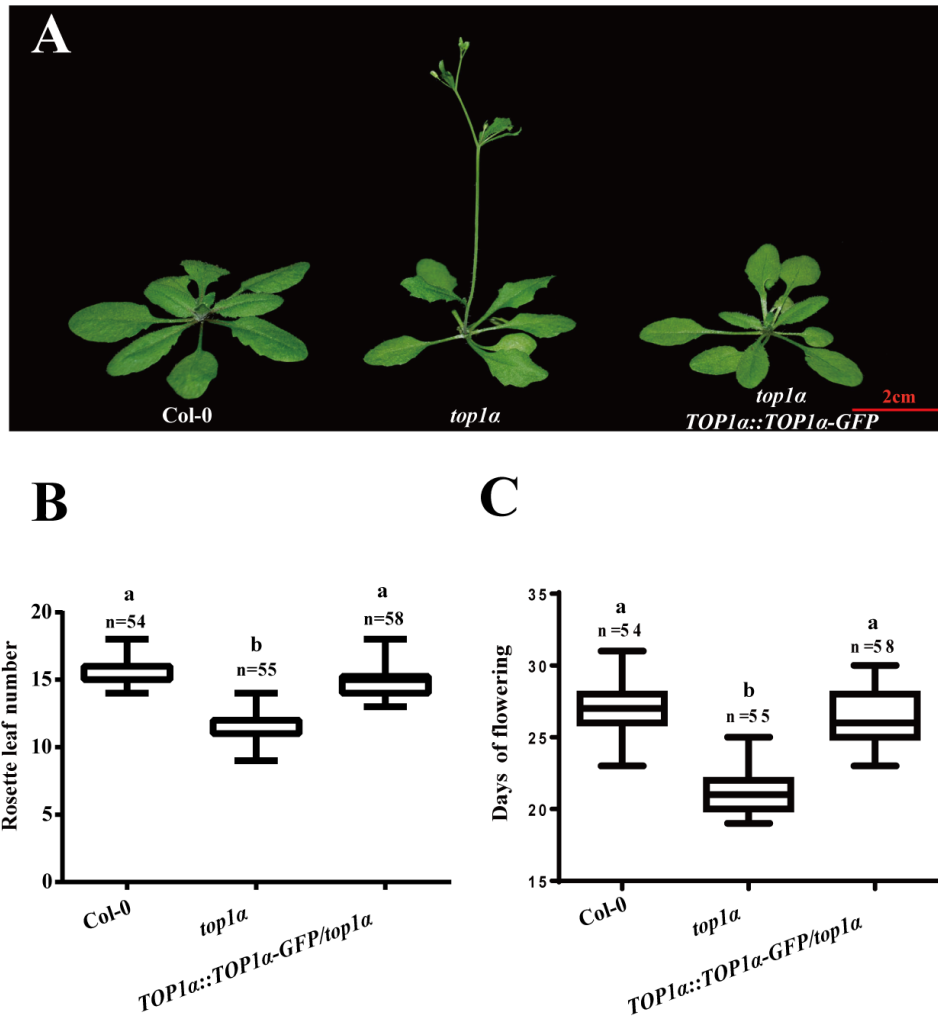 A
Col-0
top1α
top1α
TOP1α::TOP1α-GFP
2cm
B
Rosette leaf number
20
15
10
5
0
a
n=54
b
n=55
a
n=58
Col-0
top1α
TOP1α::TOP1α-GFP/top1α
C
Days of flowering
35
30
25
20
15
a
n=54
b
n=55
a
n=58
Col-0
top1α
TOP1α::TOP1α-GFP/top1α